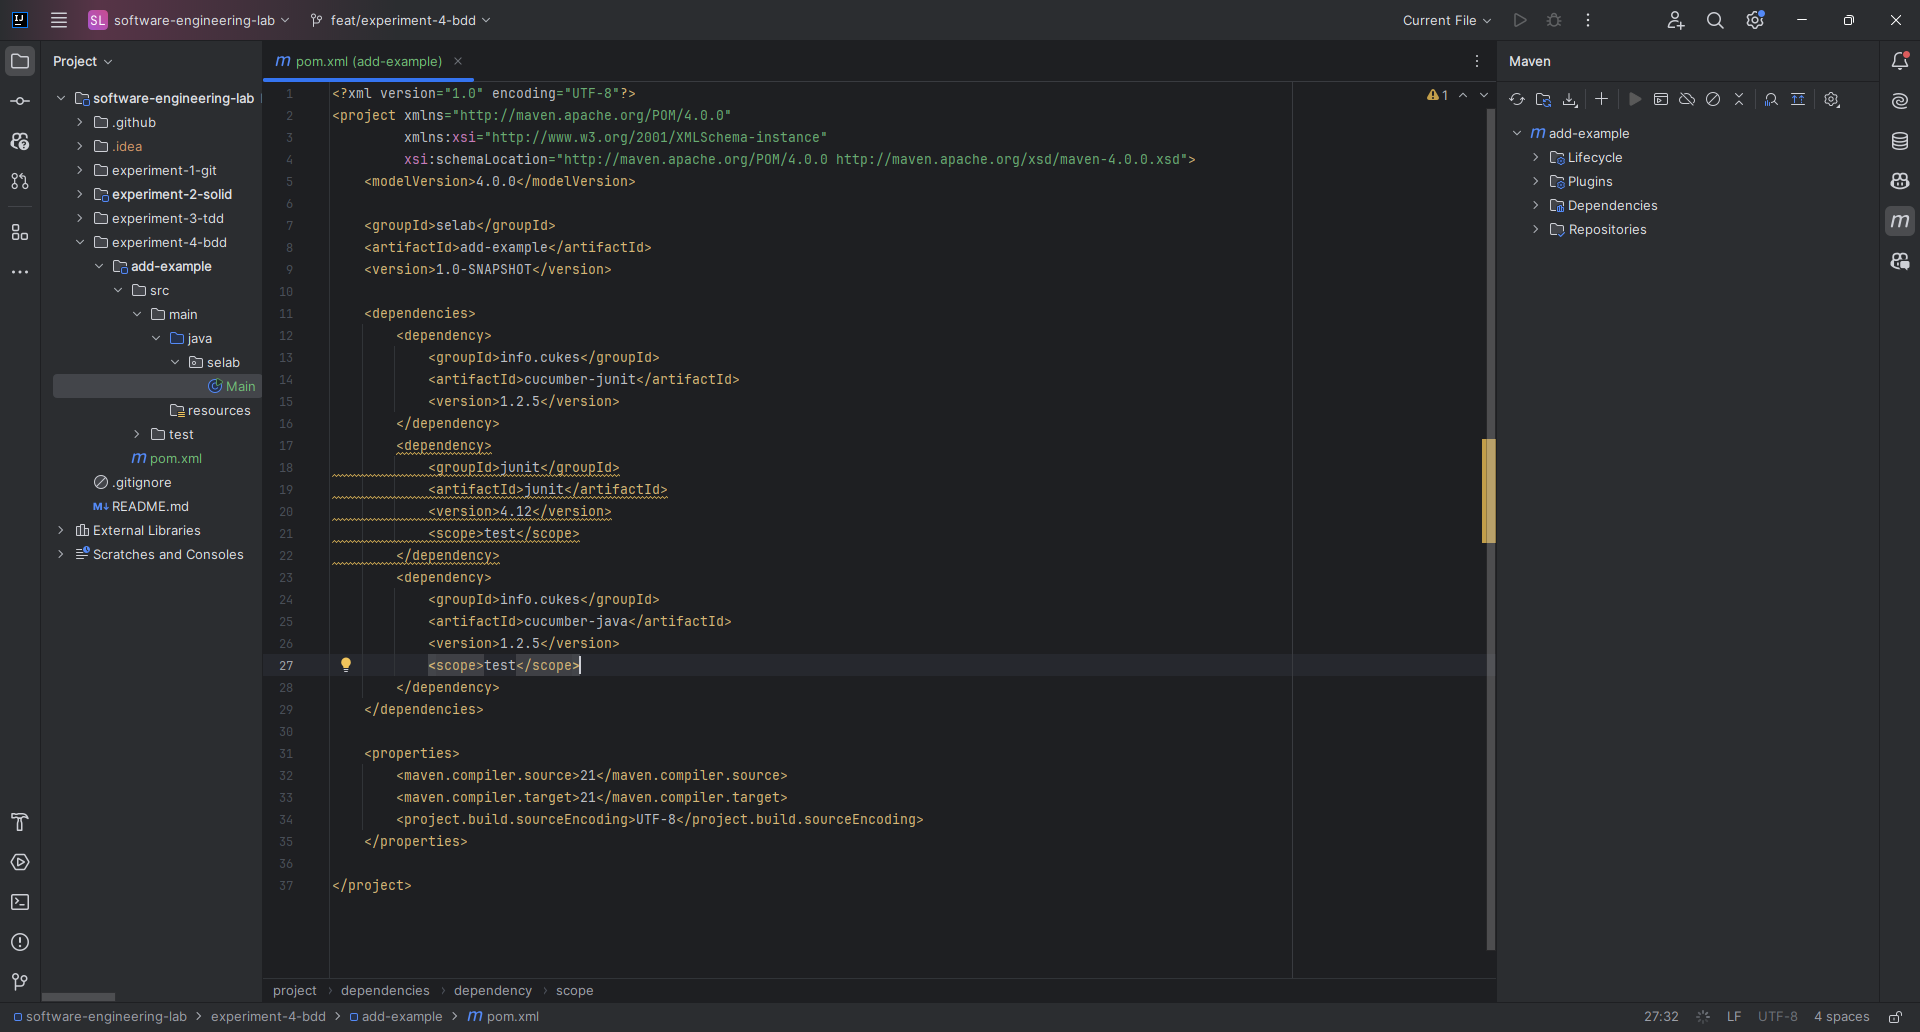 SL software-engineering-lab feat/experiment-4-bdd Current File
Project
software-engineering-lab
.github
.idea
experiment-1-git
experiment-2-solid
experiment-3-tdd
experiment-4-bdd
add-example
src
main
java
selab
Main
resources
test
pom.xml
.gitignore
README.md
External Libraries
Scratches and Consoles
pom.xml (add-example)
1 <?xml version="1.0" encoding="UTF-8"?>
2 <project xmlns="http://maven.apache.org/POM/4.0.0"
3 xmlns:xsi="http://www.w3.org/2001/XMLSchema-instance"
4 xsi:schemaLocation="http://maven.apache.org/POM/4.0.0 http://maven.apache.org/xsd/maven-4.0.0.xsd">
5 <modelVersion>4.0.0</modelVersion>
6
7 <groupId>selab</groupId>
8 <artifactId>add-example</artifactId>
9 <version>1.0-SNAPSHOT</version>
10
11 <dependencies>
12 <dependency>
13 <groupId>info.cukes</groupId>
14 <artifactId>cucumber-junit</artifactId>
15 <version>1.2.5</version>
16 </dependency>
17 <dependency>
18 <groupId>junit</groupId>
19 <artifactId>junit</artifactId>
20 <version>4.12</version>
21 <scope>test</scope>
22 </dependency>
23 <dependency>
24 <groupId>info.cukes</groupId>
25 <artifactId>cucumber-java</artifactId>
26 <version>1.2.5</version>
27 <scope>test</scope>
28 </dependency>
29 </dependencies>
30
31 <properties>
32 <maven.compiler.source>21</maven.compiler.source>
33 <maven.compiler.target>21</maven.compiler.target>
34 <project.build.sourceEncoding>UTF-8</project.build.sourceEncoding>
35 </properties>
36
37 </project>
1
project › dependencies › dependency › scope
Maven
add-example
Lifecycle
Plugins
Dependencies
Repositories
software-engineering-lab > experiment-4-bdd > add-example > pom.xml
27:32 LF UTF-8 4 spaces